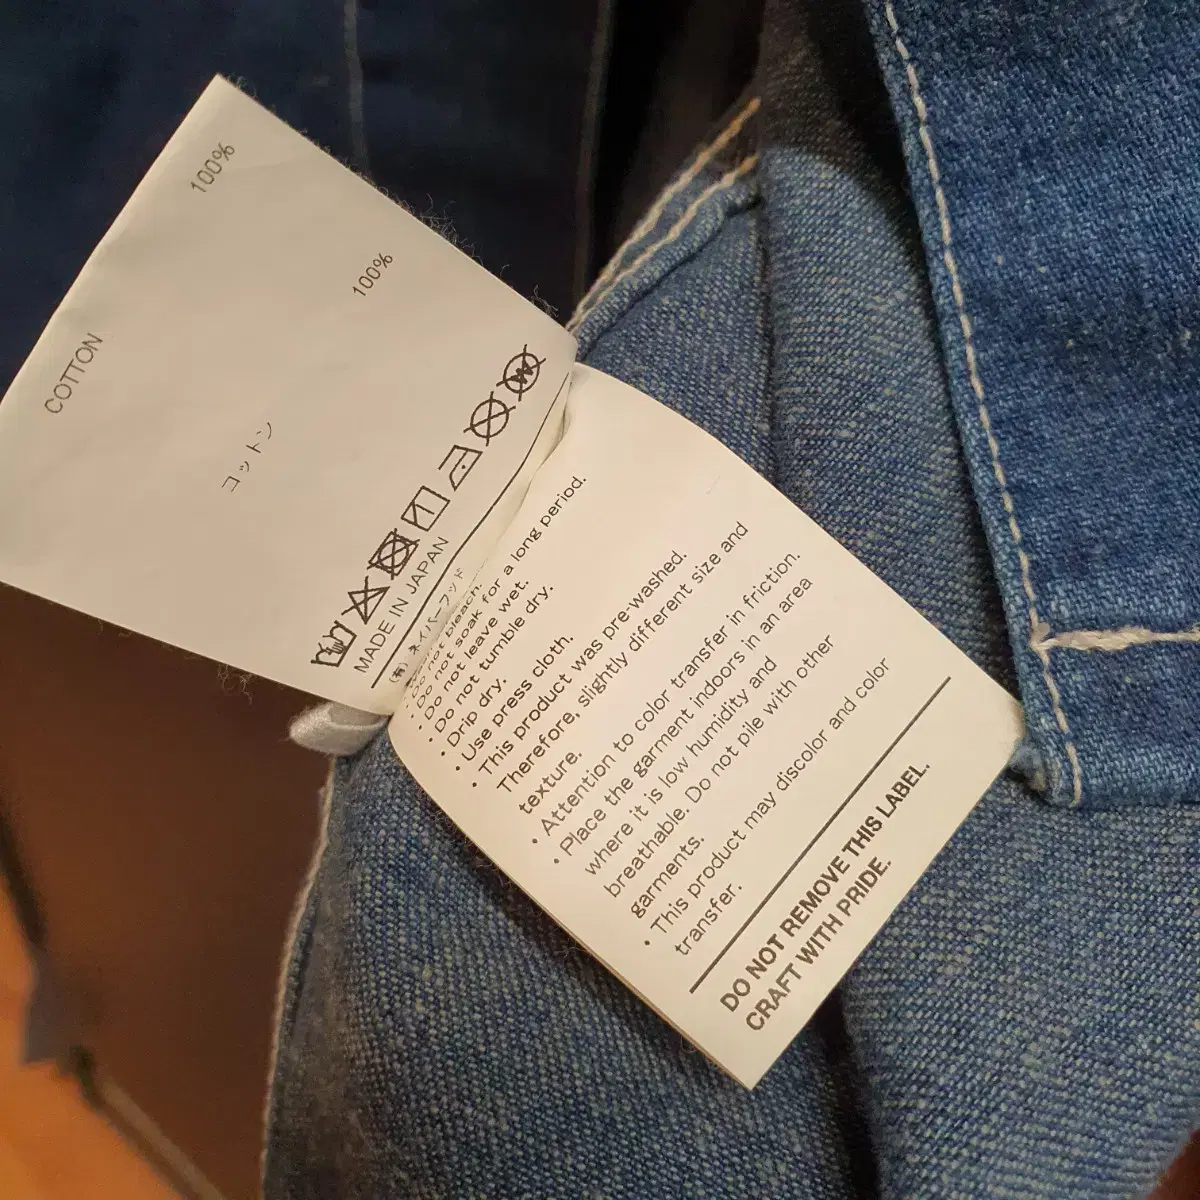 COTTON 100%
コットン 100%
MADE IN JAPAN
(有)ネイバーフッド
・Do not bleach.
・Do not soak for a long period.
・Do not leave wet.
・Do not tumble dry.
・Drip dry.
・Use press cloth.
・This product was pre-washed.
Therefore, slightly different size and
texture.
・Attention to color transfer in friction.
・Place the garment indoors in an area
where it is low humidity and
breathable. Do not pile with other
garments.
・This product may discolor and color
transfer.
DO NOT REMOVE THIS LABEL.
CRAFT WITH PRIDE.